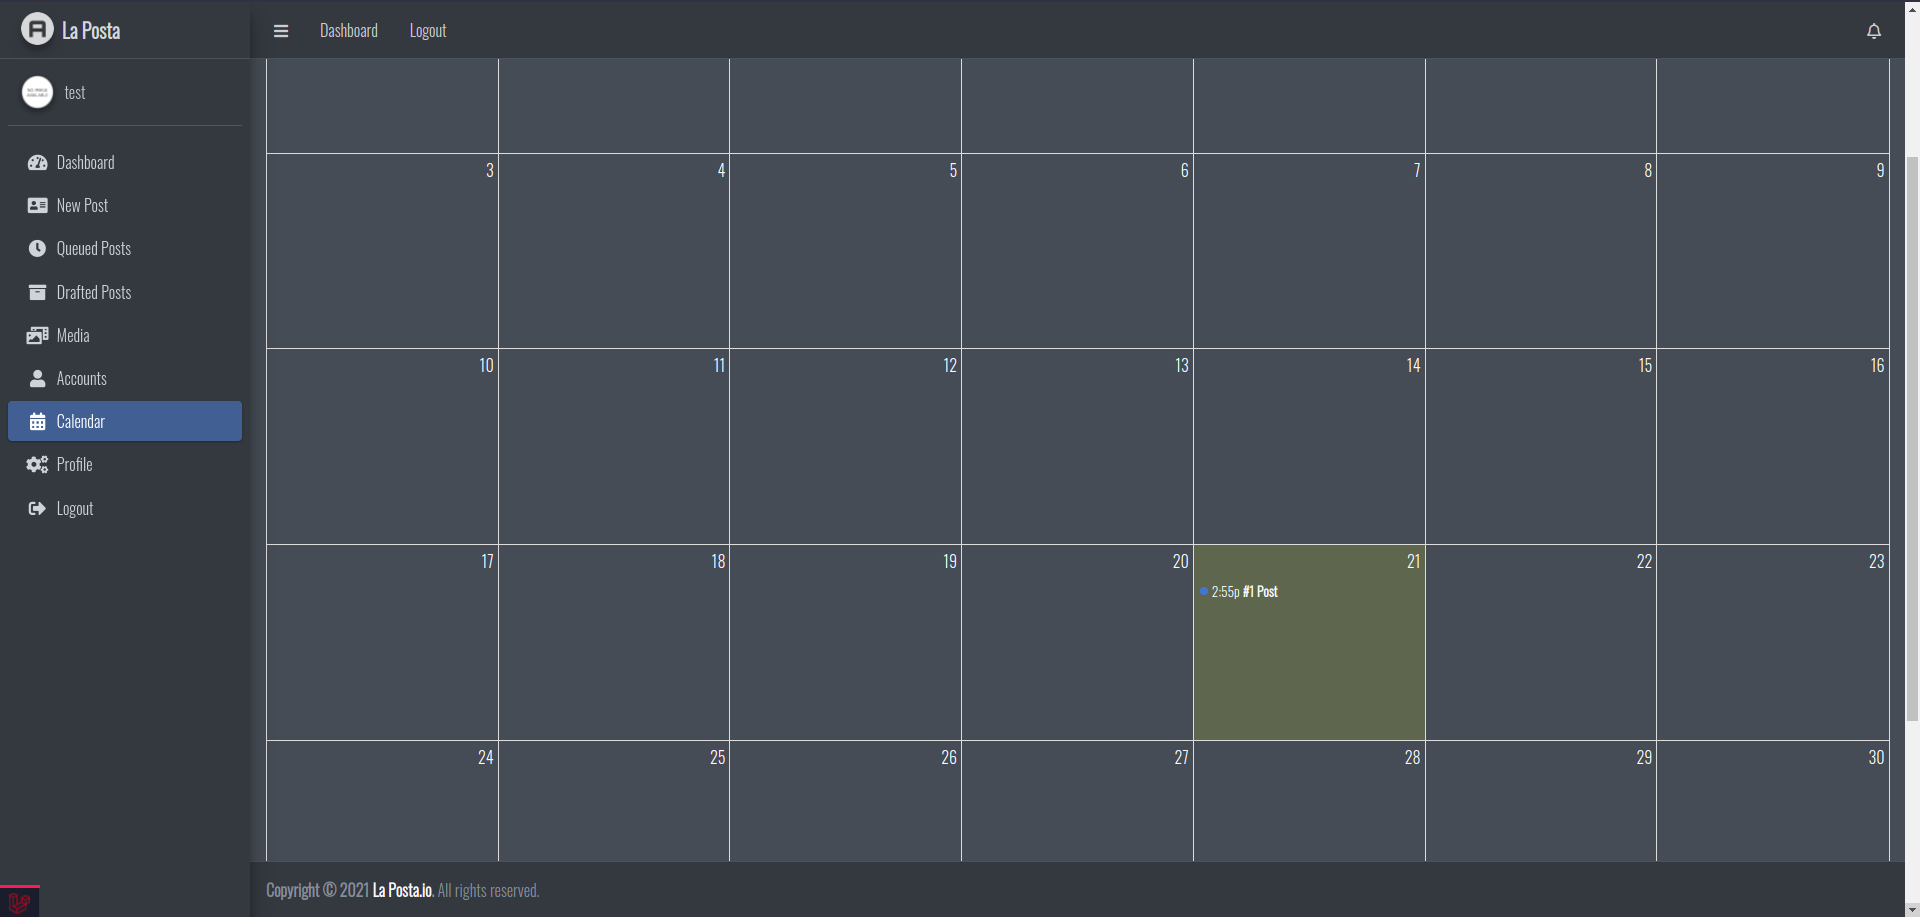 La Posta
Dashboard Logout
test
Dashboard
New Post
Queued Posts
Drafted Posts
Media
Accounts
Calendar
Profile
Logout
3 4 5 6 7 8 9
10 11 12 13 14 15 16
17 18 19 20 21 22 23
2:55p #1 Post
24 25 26 27 28 29 30
Copyright © 2021 La Posta.io. All rights reserved.